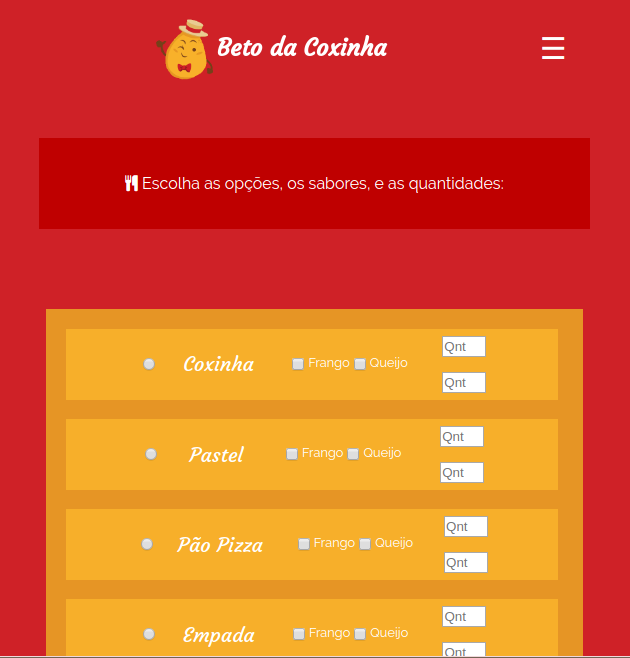 Beto da Coxinha
Escolha as opções, os sabores, e as quantidades:
Coxinha Frango Queijo Qnt
Qnt
Pastel Frango Queijo Qnt
Qnt
Pão Pizza Frango Queijo Qnt
Qnt
Empada Frango Queijo Qnt
Qnt